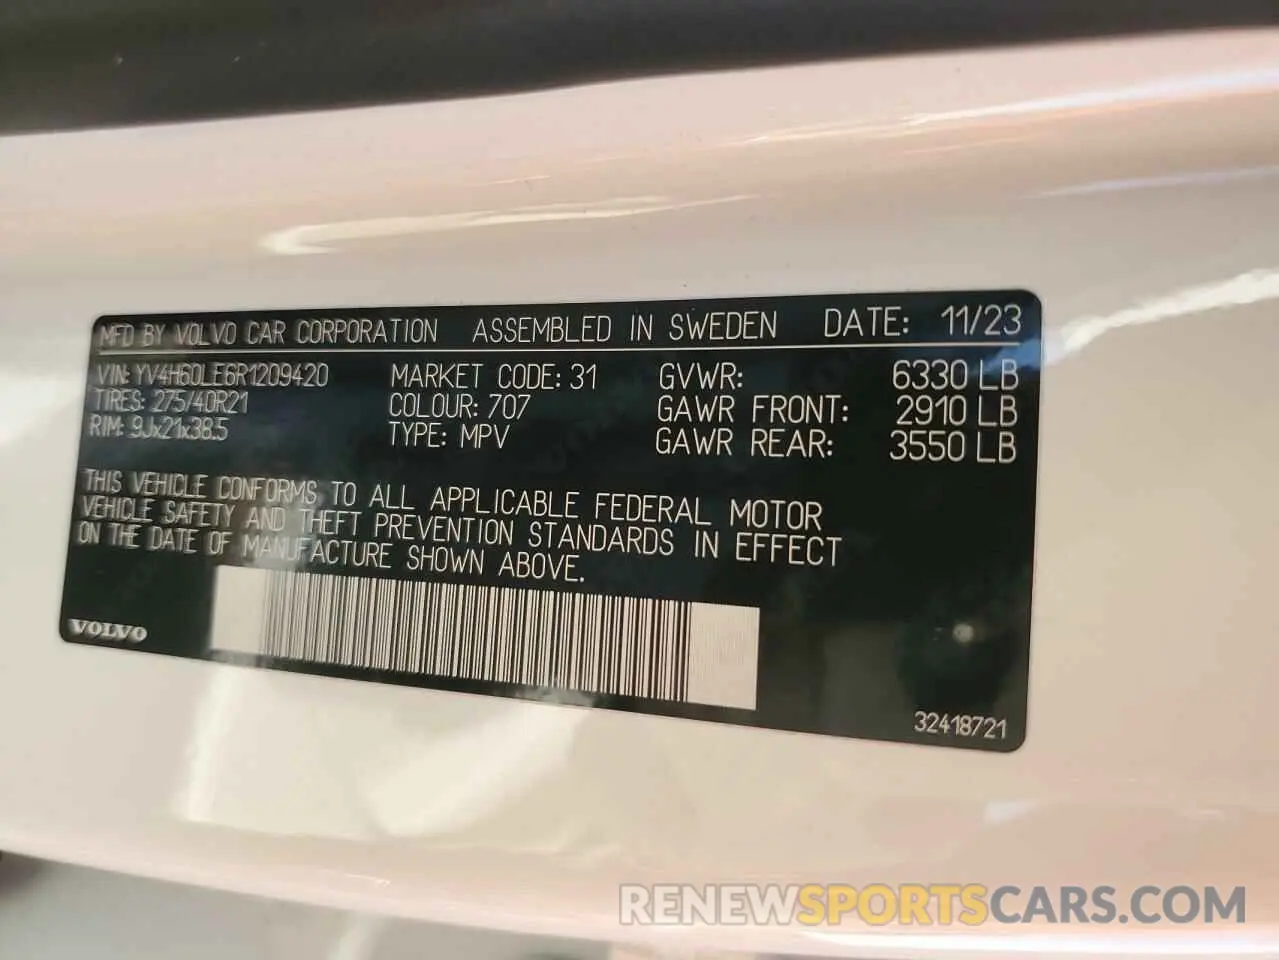 MFD BY VOLVO CAR CORPORATION ASSEMBLED IN SWEDEN DATE: 11/23
VIN: YV4H60LE6R1209420 MARKET CODE: 31 GVWR: 6330 LB
TIRES: 275/40R21 COLOUR: 707 GAWR FRONT: 2910 LB
RIM: 9Jx21x38.5 TYPE: MPV GAWR REAR: 3550 LB
THIS VEHICLE CONFORMS TO ALL APPLICABLE FEDERAL MOTOR
VEHICLE SAFETY AND THEFT PREVENTION STANDARDS IN EFFECT
ON THE DATE OF MANUFACTURE SHOWN ABOVE.
VOLVO
32418721
RENEWSPORTSCARS.COM